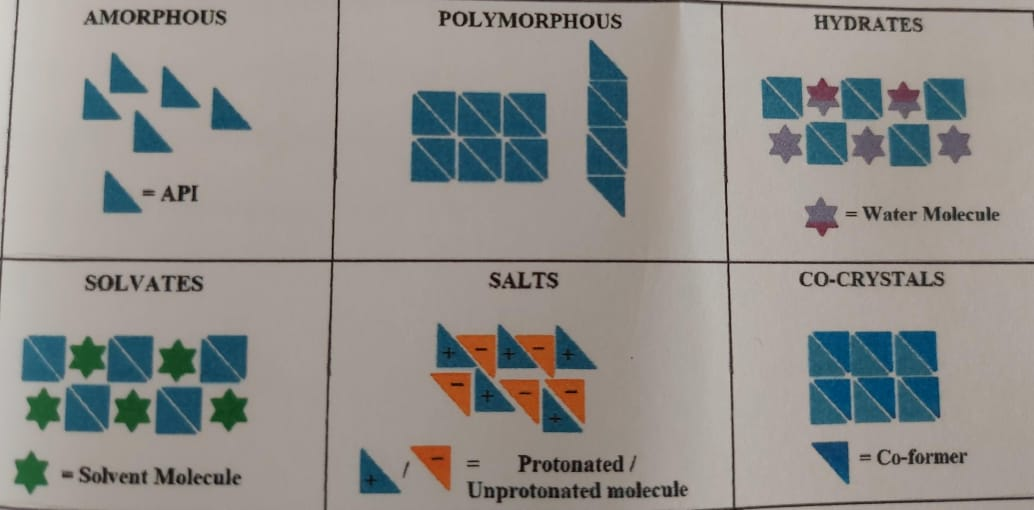 AMORPHOUS
= API
POLYMORPHOUS
HYDRATES
= Water Molecule
SOLVATES
= Solvent Molecule
SALTS
+ - + - +
- + - - +
+ / - = Protonated /
Unprotonated molecule
CO-CRYSTALS
= Co-former